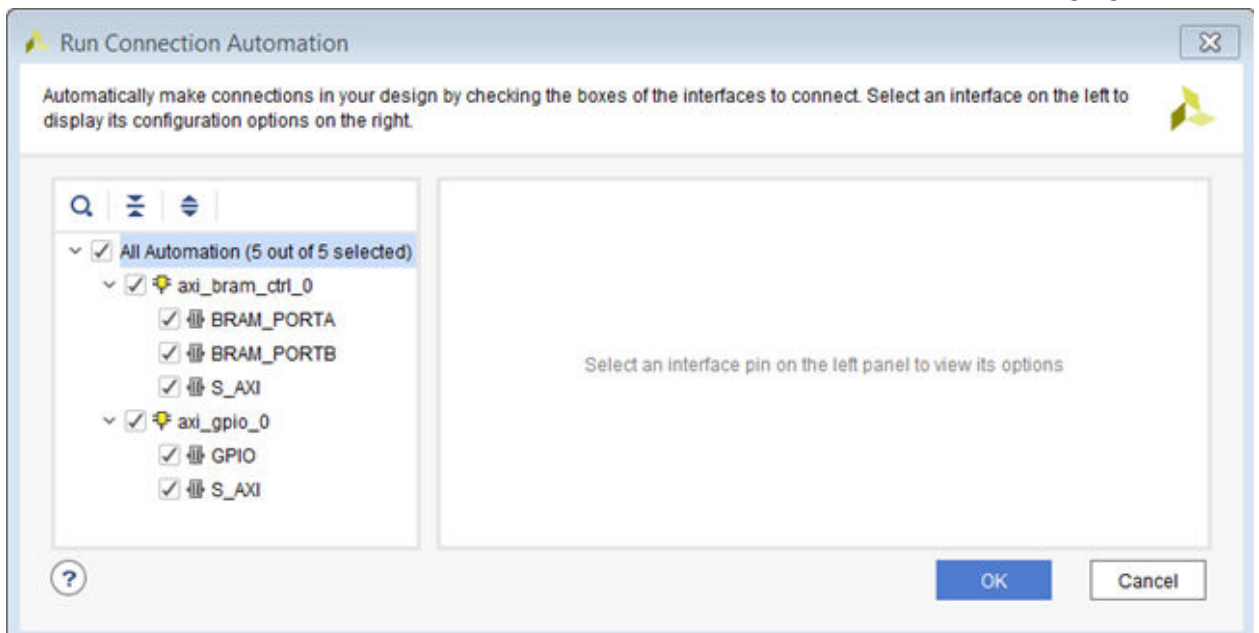 Run Connection Automation
Automatically make connections in your design by checking the boxes of the interfaces to connect. Select an interface on the left to
display its configuration options on the right.
All Automation (5 out of 5 selected)
axi_bram_ctrl_0
BRAM_PORTA
BRAM_PORTB
S_AXI
axi_gpio_0
GPIO
S_AXI
Select an interface pin on the left panel to view its options
?
OK
Cancel